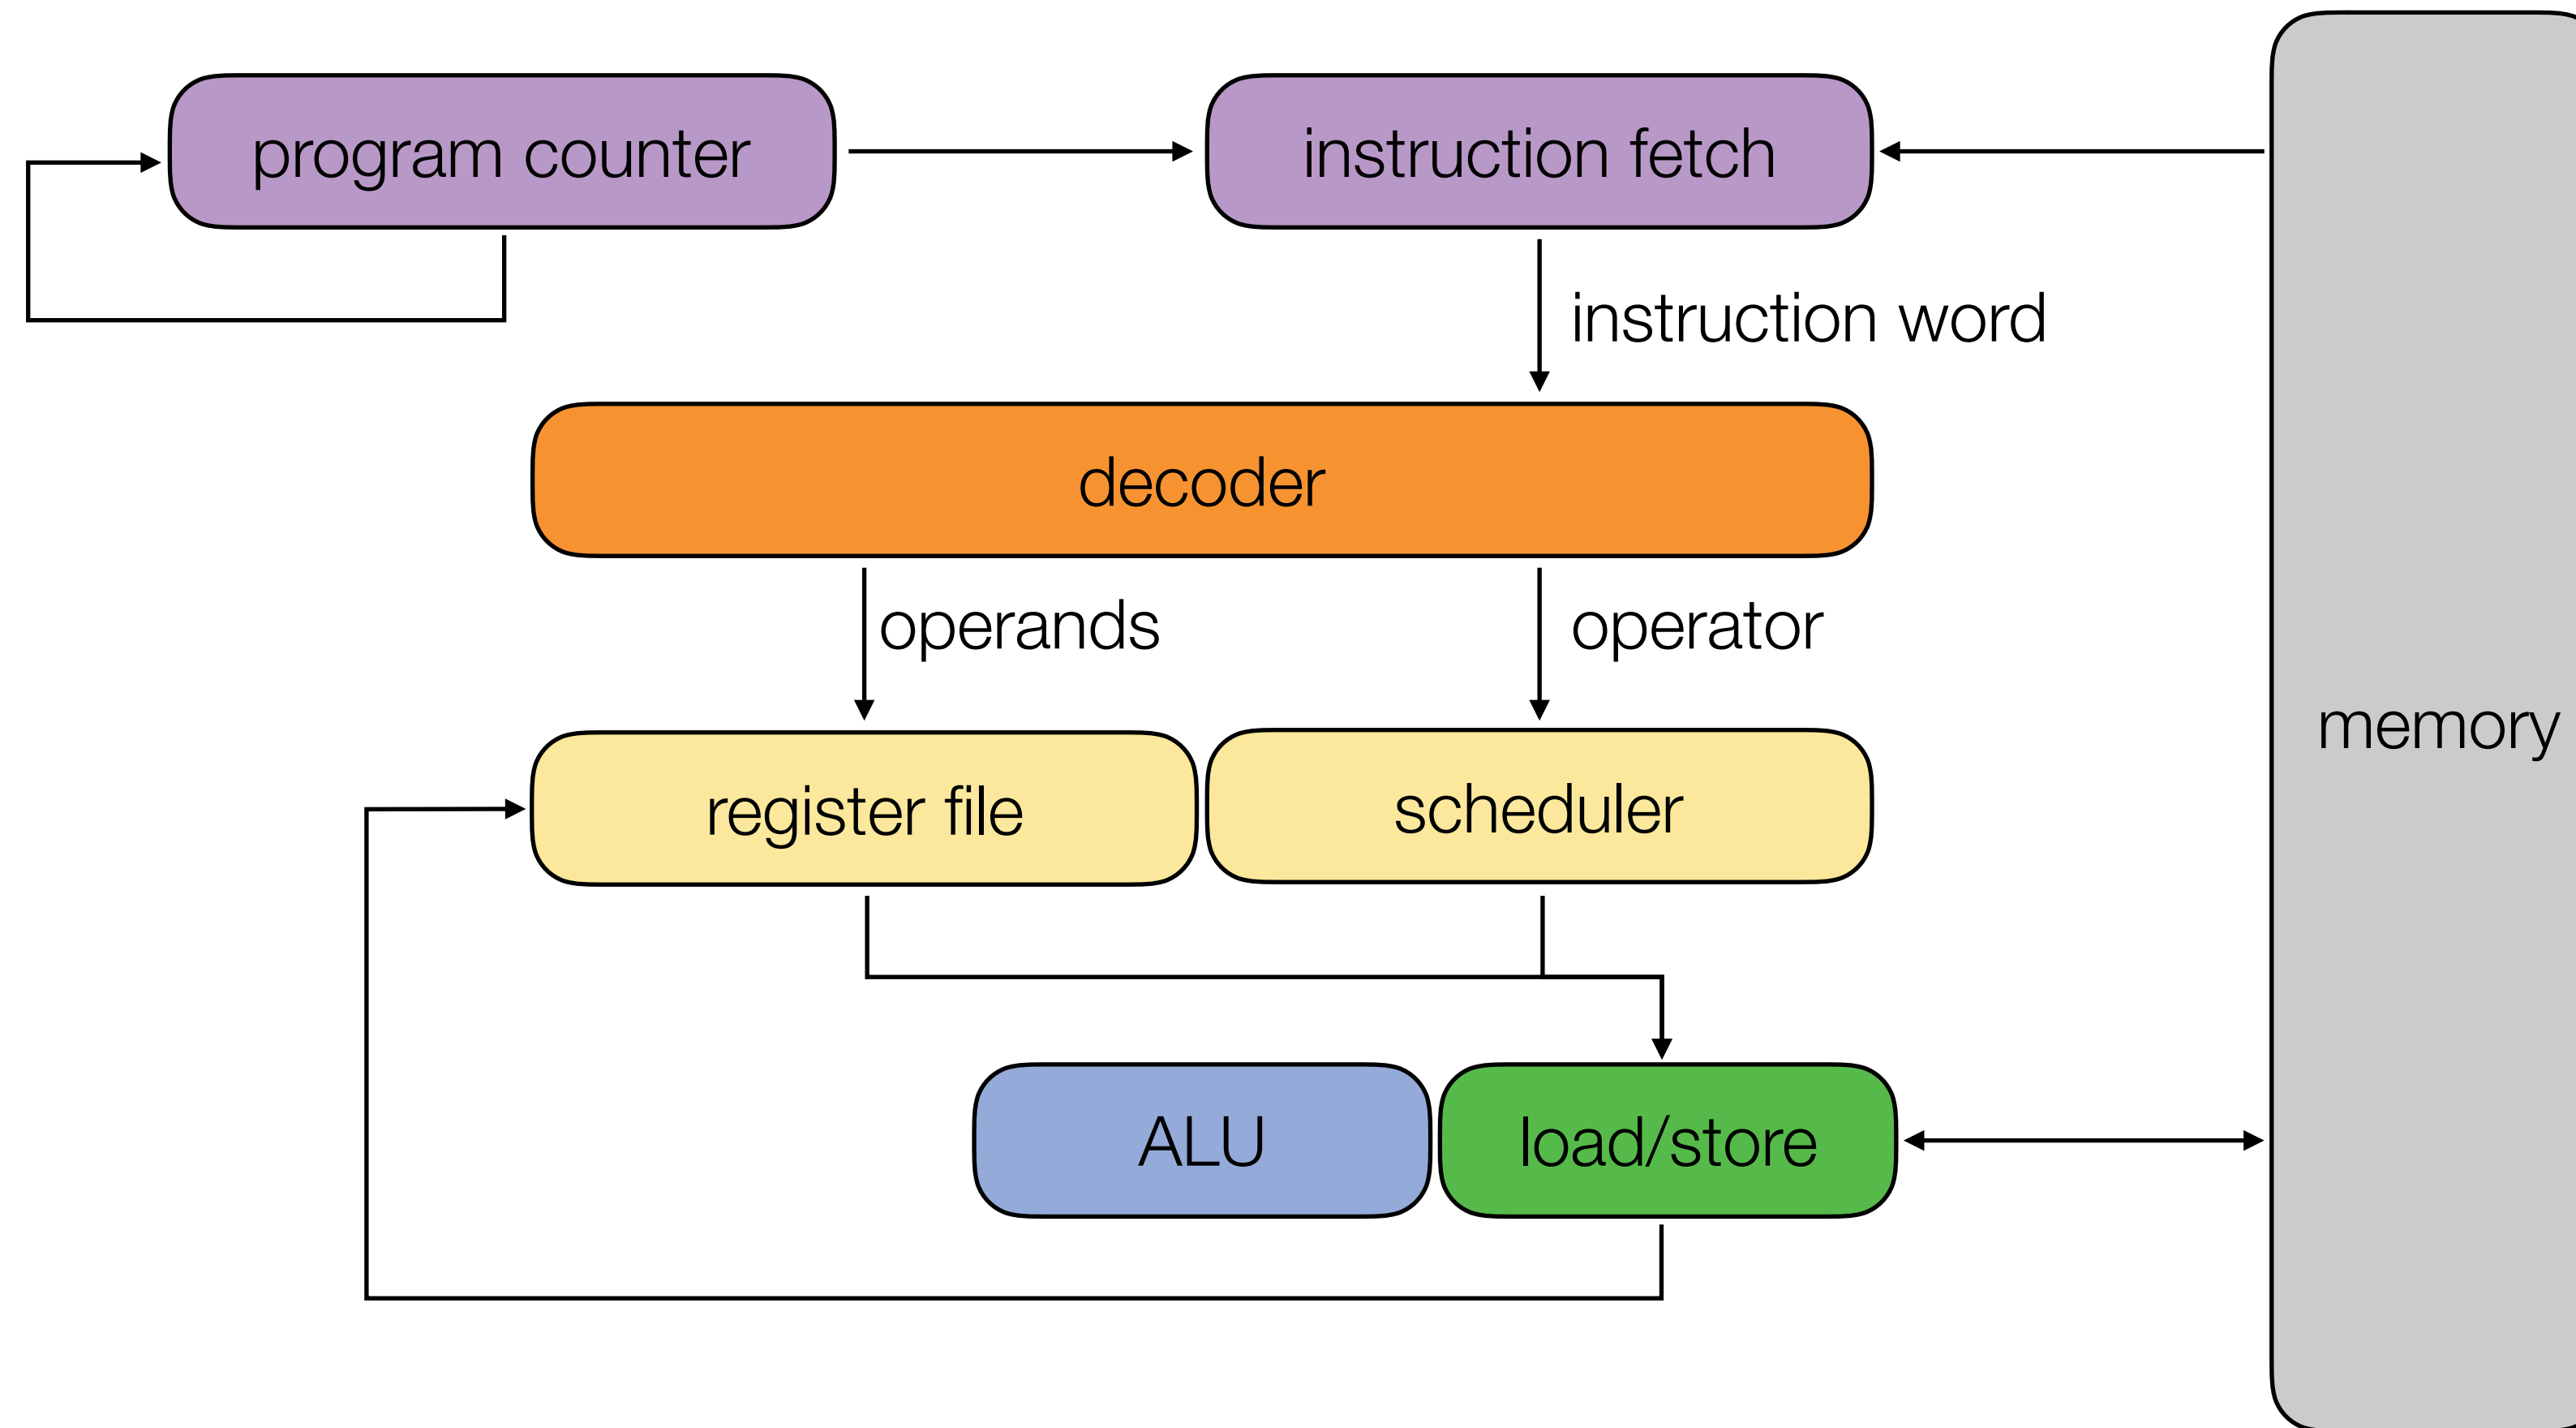 program counter
instruction fetch
instruction word
decoder
operands
operator
register file
scheduler
memory
ALU
load/store